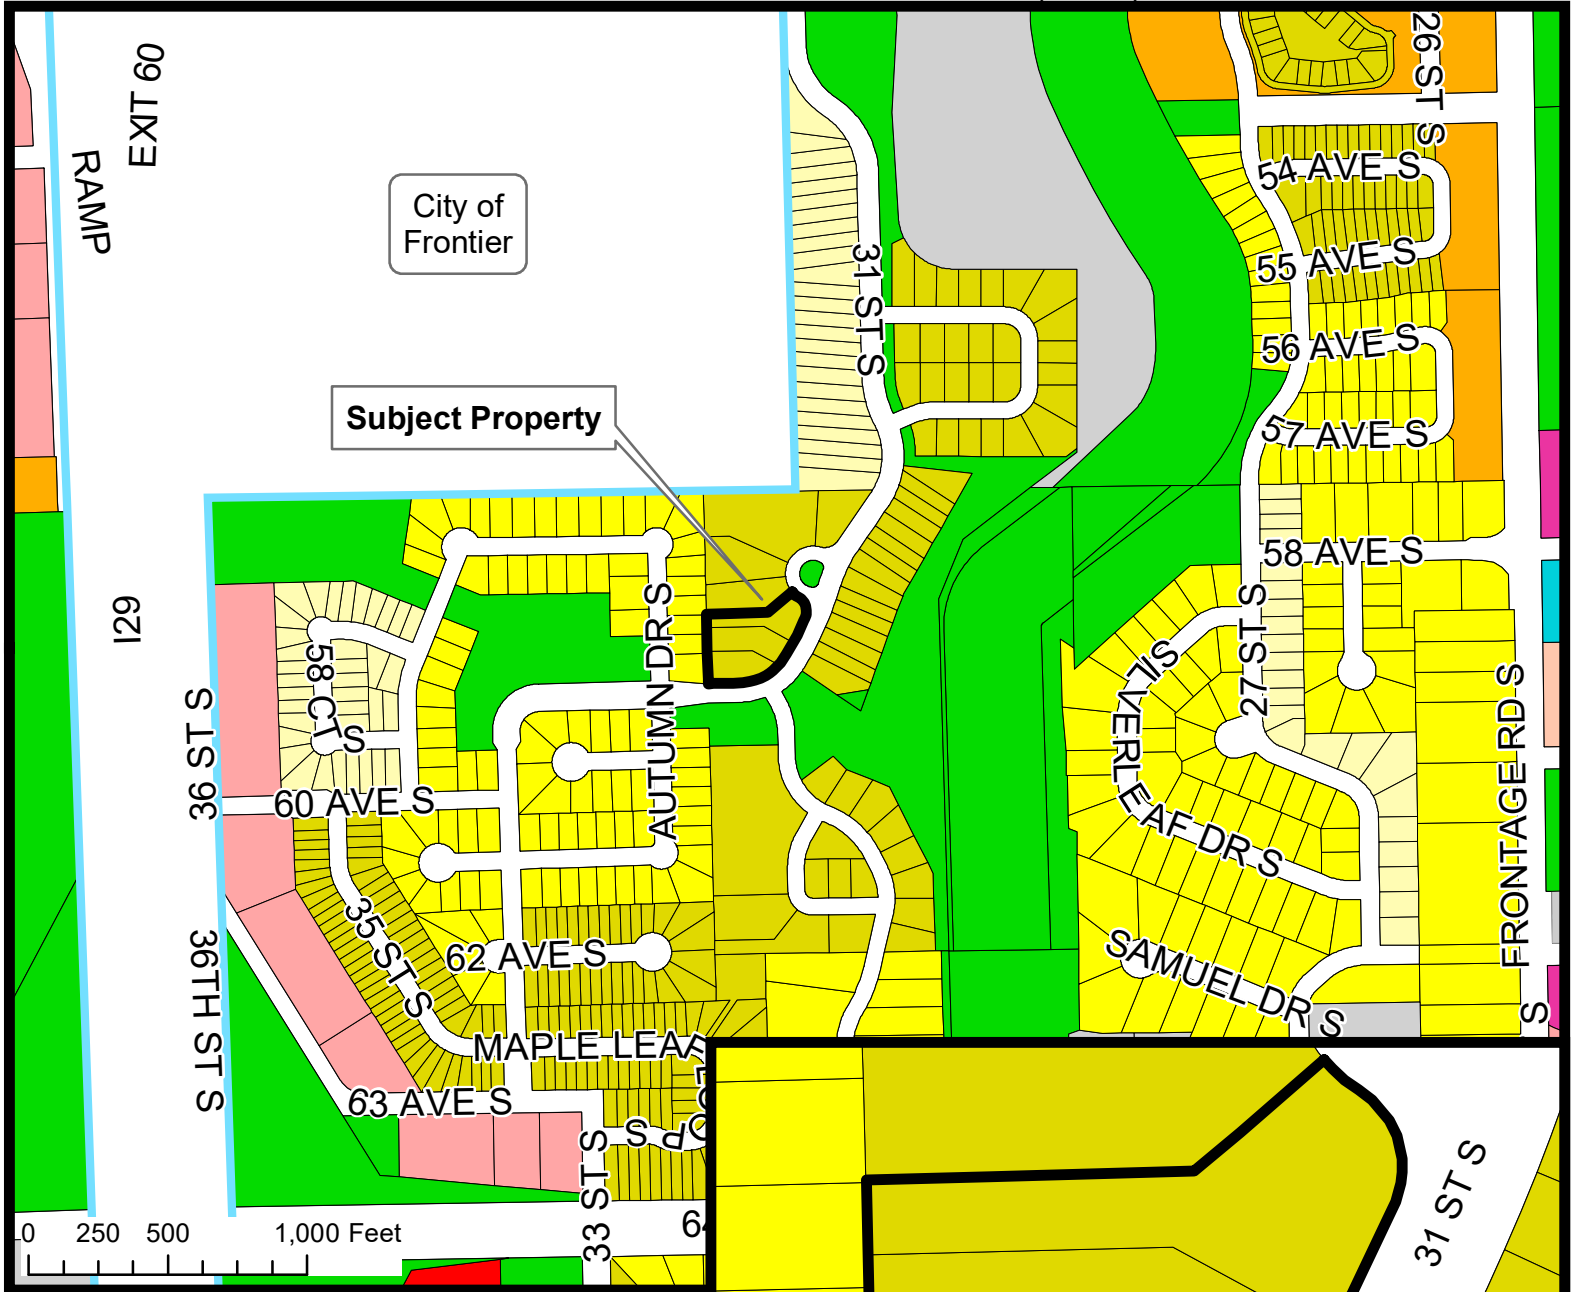 EXIT 60
RAMP
City of
Frontier
26 ST S
54 AVE S
55 AVE S
31 ST S
56 AVE S
Subject Property
57 AVE S
58 AVE S
I29
AUTUMN DR S
27 ST S
58 CT S
SILVERLEAF DR S
36 ST S
FRONTAGE RD S
60 AVE S
35 ST S
62 AVE S
SAMUEL DR S
36TH ST S
S
MAPLE LEAF LOOP S
63 AVE S
33 ST S
64
31 ST S
0 250 500 1,000 Feet